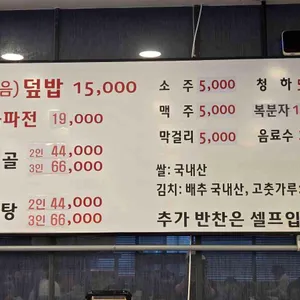 음) 덮밥 15,000
파전 19,000
골 2인 44,000
3인 66,000
탕 2인 44,000
3인 66,000
소 주 5,000 청 하 5
맥 주 5,000 복분자 1
막걸리 5,000 음료수
쌀: 국내산
김치: 배추 국내산, 고춧가루:
추가 반찬은 셀프입